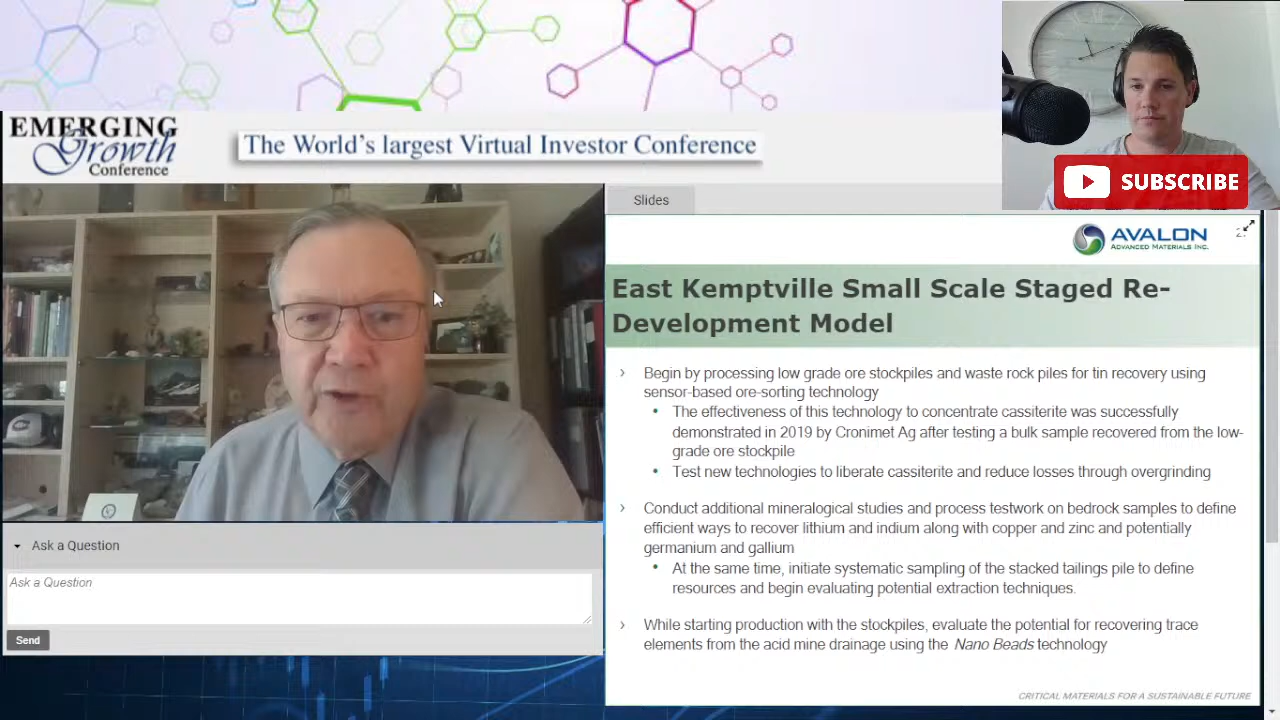 EMERGING
Growth
Conference
The World's largest Virtual Investor Conference
SUBSCRIBE
Slides
AVALON
ADVANCED MATERIALS INC.
East Kemptville Small Scale Staged Re-
Development Model
› Begin by processing low grade ore stockpiles and waste rock piles for tin recovery using
sensor-based ore-sorting technology
• The effectiveness of this technology to concentrate cassiterite was successfully
demonstrated in 2019 by Cronimet Ag after testing a bulk sample recovered from the low-
grade ore stockpile
• Test new technologies to liberate cassiterite and reduce losses through overgrinding
› Conduct additional mineralogical studies and process testwork on bedrock samples to define
efficient ways to recover lithium and indium along with copper and zinc and potentially
germanium and gallium
• At the same time, initiate systematic sampling of the stacked tailings pile to define
resources and begin evaluating potential extraction techniques.
› While starting production with the stockpiles, evaluate the potential for recovering trace
elements from the acid mine drainage using the Nano Beads technology
CRITICAL MATERIALS FOR A SUSTAINABLE FUTURE
Ask a Question
Ask a Question
Send